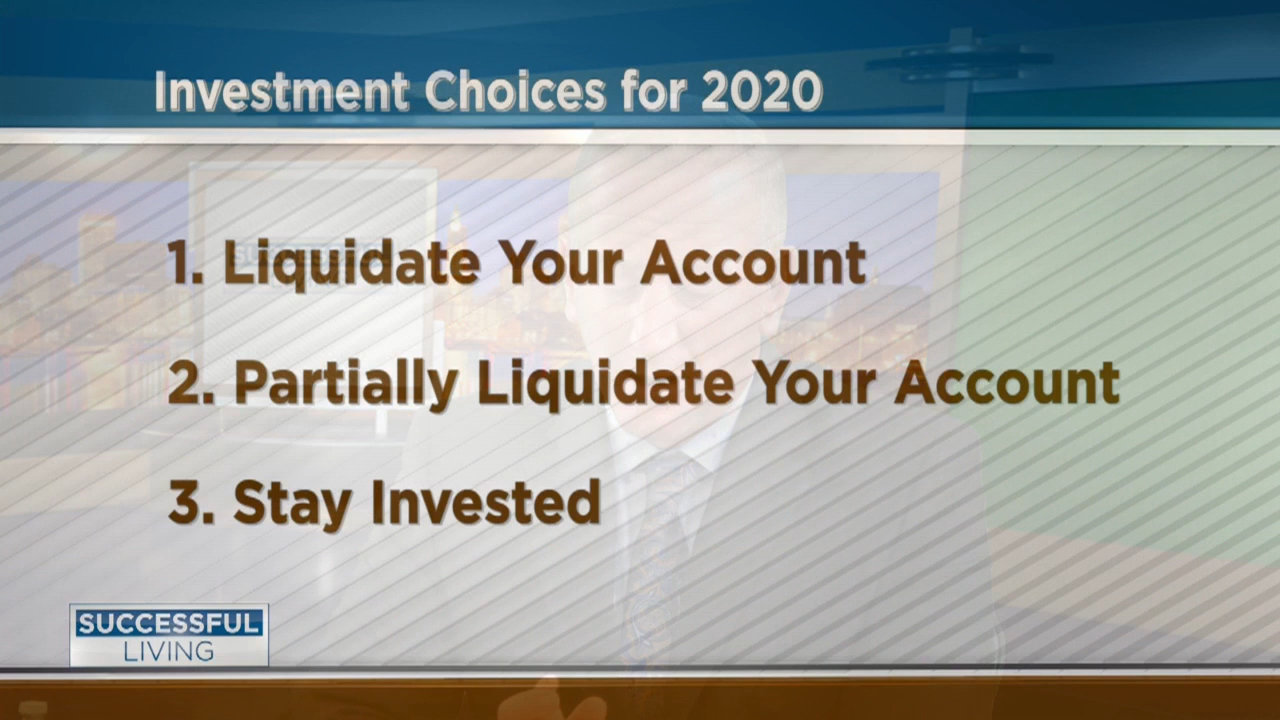 Investment Choices for 2020
1. Liquidate Your Account
2. Partially Liquidate Your Account
3. Stay Invested
SUCCESSFUL
LIVING